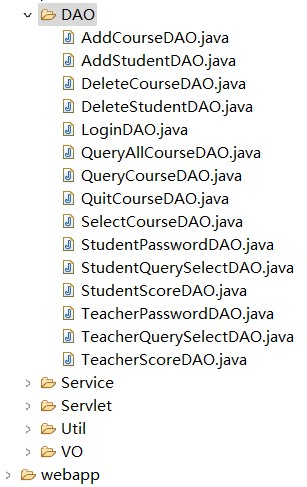 DAO
AddCourseDAO.java
AddStudentDAO.java
DeleteCourseDAO.java
DeleteStudentDAO.java
LoginDAO.java
QueryAllCourseDAO.java
QueryCourseDAO.java
QuitCourseDAO.java
SelectCourseDAO.java
StudentPasswordDAO.java
StudentQuerySelectDAO.java
StudentScoreDAO.java
TeacherPasswordDAO.java
TeacherQuerySelectDAO.java
TeacherScoreDAO.java
Service
Servlet
Util
VO
webapp